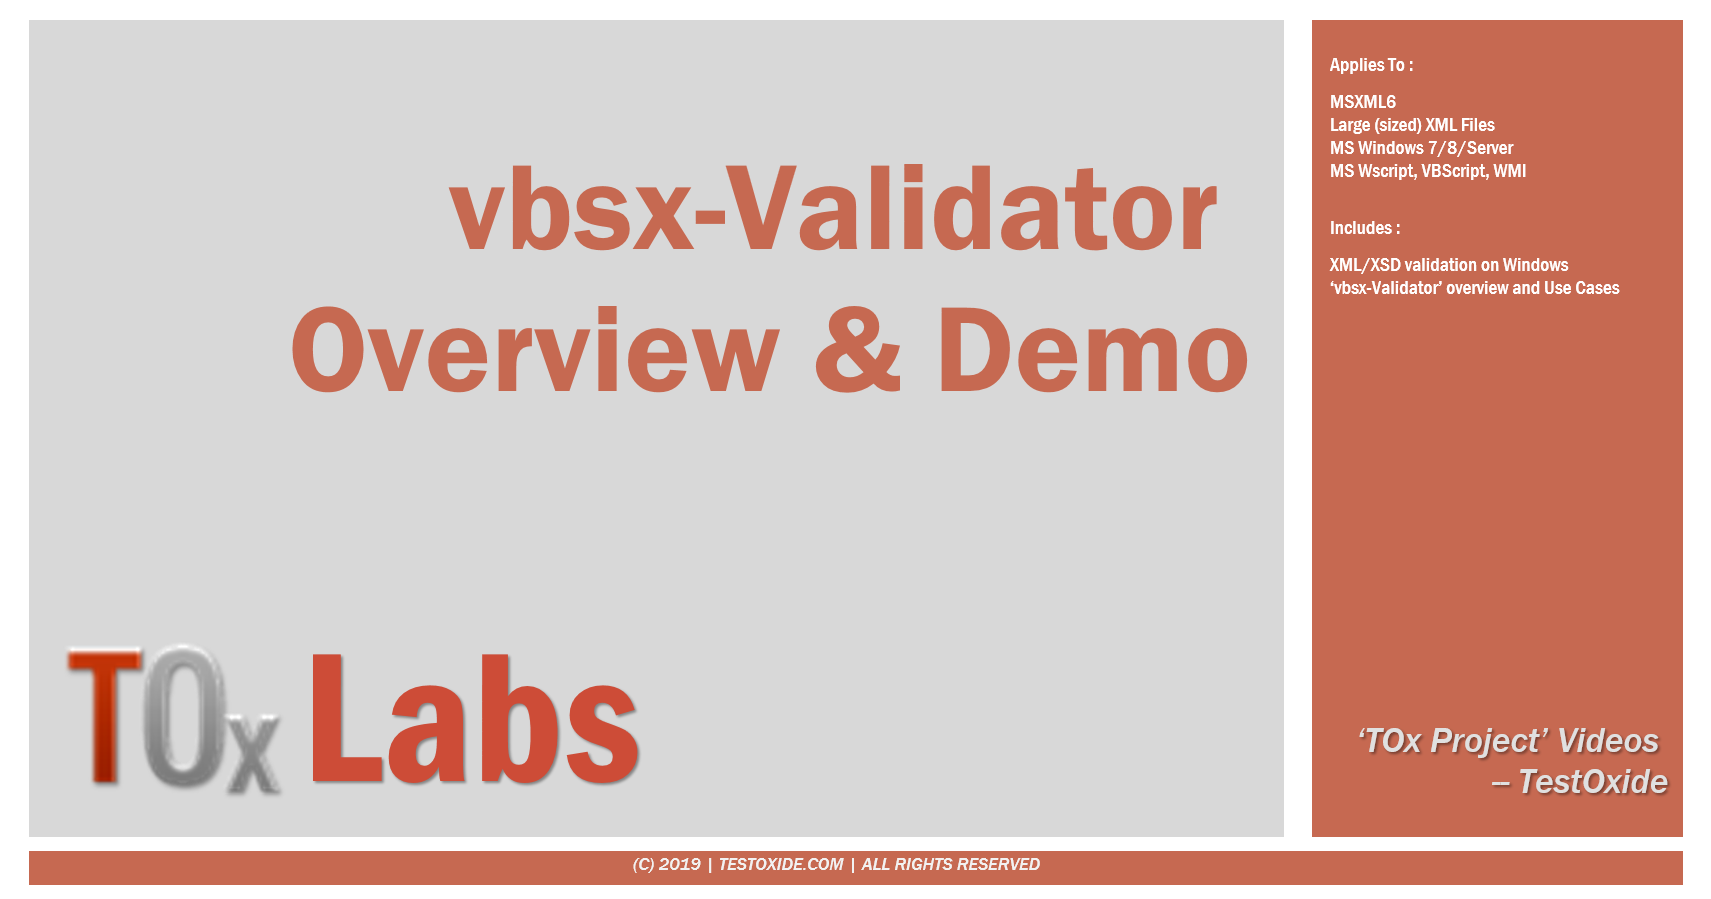 vbsx-Validator
Overview & Demo
TOx Labs
Applies To :
MSXML6
Large (sized) XML Files
MS Windows 7/8/Server
MS Wscript, VBScript, WMI
Includes :
XML/XSD validation on Windows
‘vbsx-Validator’ overview and Use Cases
‘TOx Project’ Videos
– TestOxide
(C) 2019 | TESTOXIDE.COM | ALL RIGHTS RESERVED